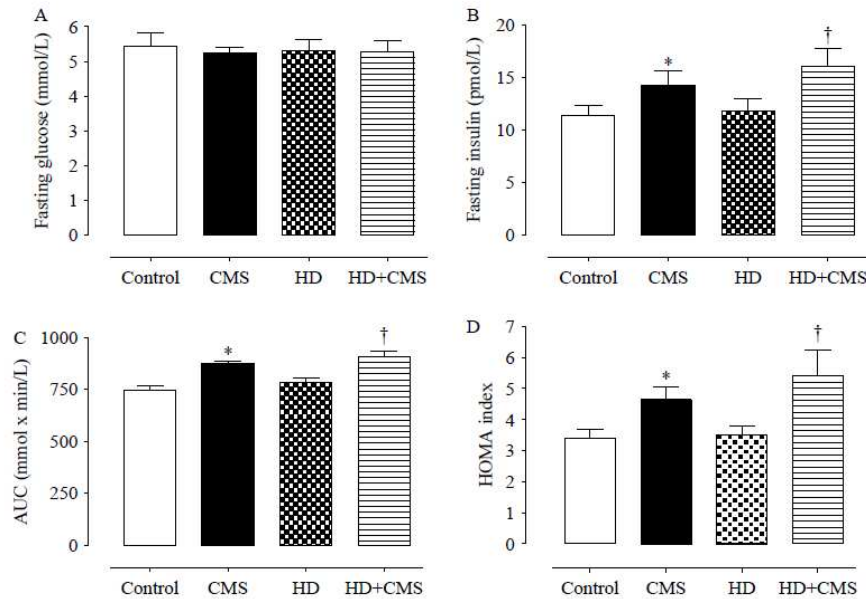 A
Fasting glucose (mmol/L)
6
5
4
3
2
1
0
Control CMS HD HD+CMS
B
Fasting insulin (pmol/L)
20
15
10
5
0
*
†
Control CMS HD HD+CMS
C
AUC (mmol x min/L)
1000
750
500
250
0
*
†
Control CMS HD HD+CMS
D
HOMA index
7
6
5
4
3
2
1
0
*
†
Control CMS HD HD+CMS